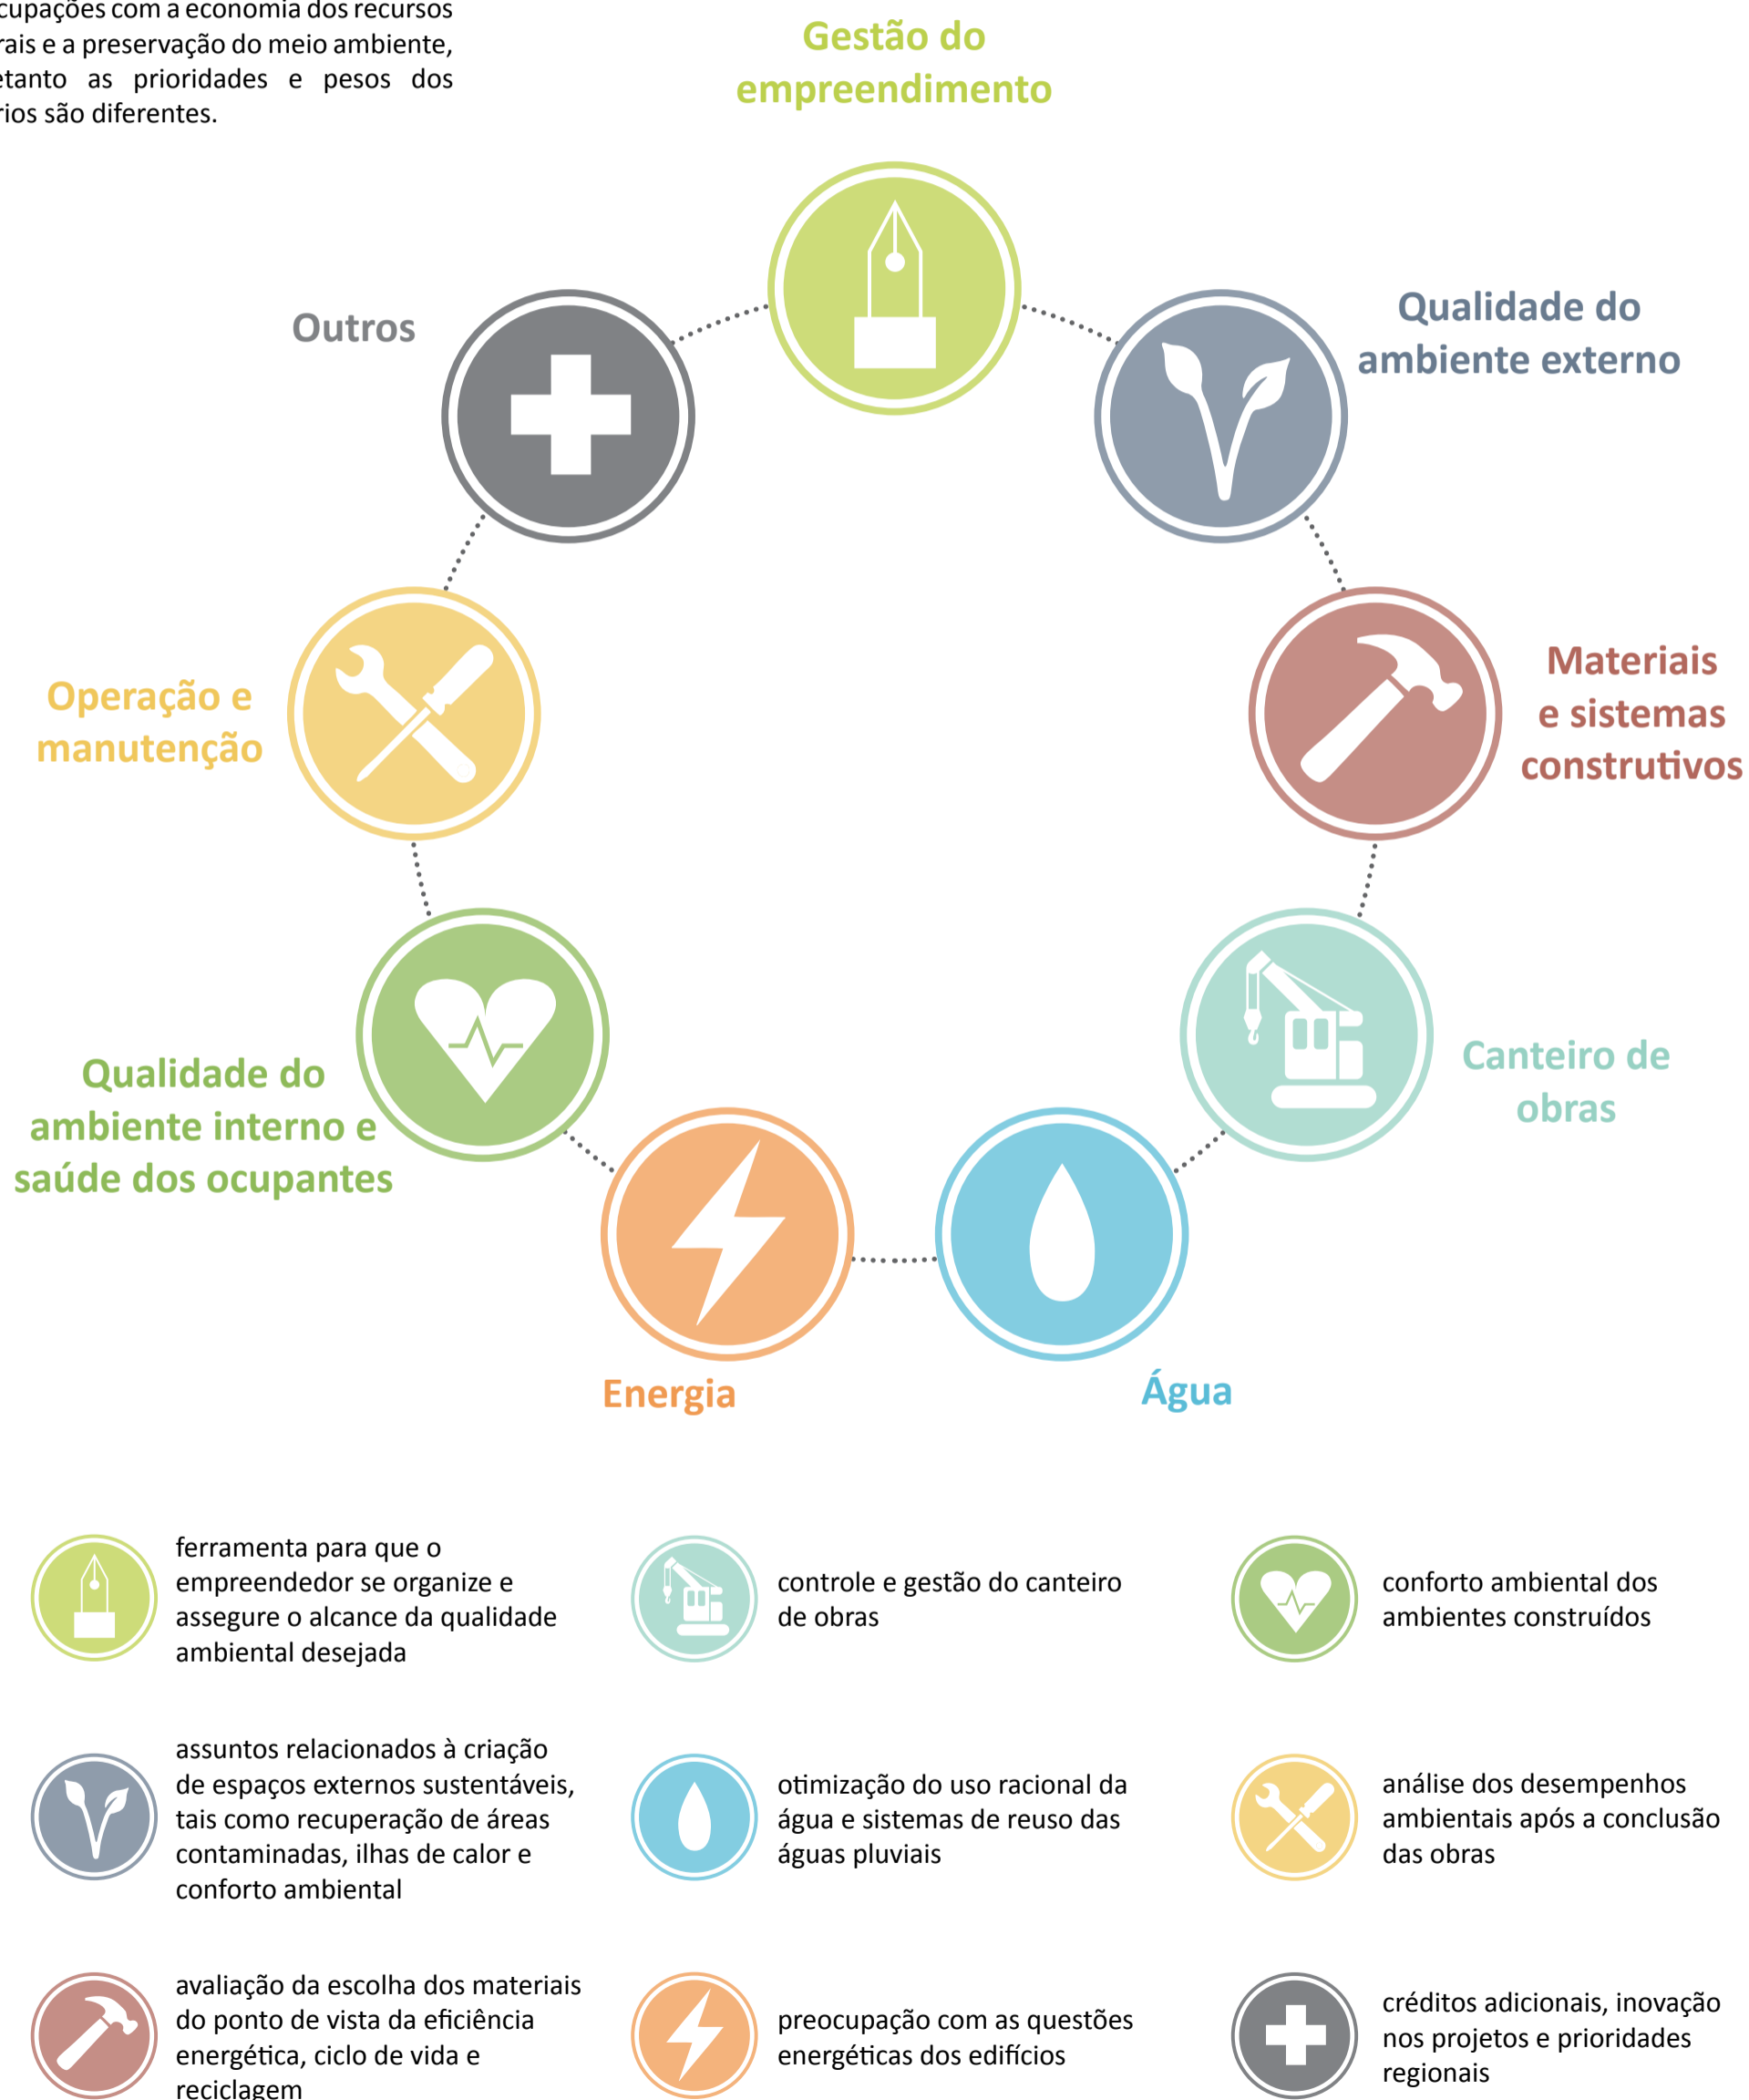 cupações com a economia dos recursos
rais e a preservação do meio ambiente,
etanto as prioridades e pesos dos
rios são diferentes.
Gestão do
empreendimento
Outros
Qualidade do
ambiente externo
Operação e
manutenção
Materiais
e sistemas
construtivos
Qualidade do
ambiente interno e
saúde dos ocupantes
Canteiro de
obras
Energia
Água
ferramenta para que o
empreendedor se organize e
assegure o alcance da qualidade
ambiental desejada
controle e gestão do canteiro
de obras
conforto ambiental dos
ambientes construídos
assuntos relacionados à criação
de espaços externos sustentáveis,
tais como recuperação de áreas
contaminadas, ilhas de calor e
conforto ambiental
otimização do uso racional da
água e sistemas de reuso das
águas pluviais
análise dos desempenhos
ambientais após a conclusão
das obras
avaliação da escolha dos materiais
do ponto de vista da eficiência
energética, ciclo de vida e
reciclagem
preocupação com as questões
energéticas dos edifícios
créditos adicionais, inovação
nos projetos e prioridades
regionais